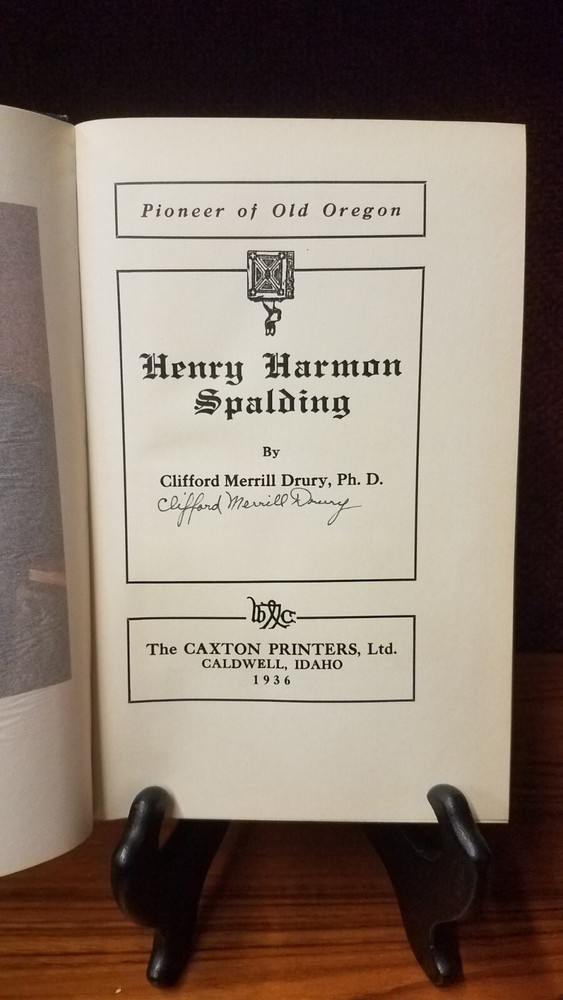 Pioneer of Old Oregon
Henry Harmon
Spalding
By
Clifford Merrill Drury, Ph. D.
Clifford Merrill Drury
The CAXTON PRINTERS, Ltd.
CALDWELL, IDAHO
1936